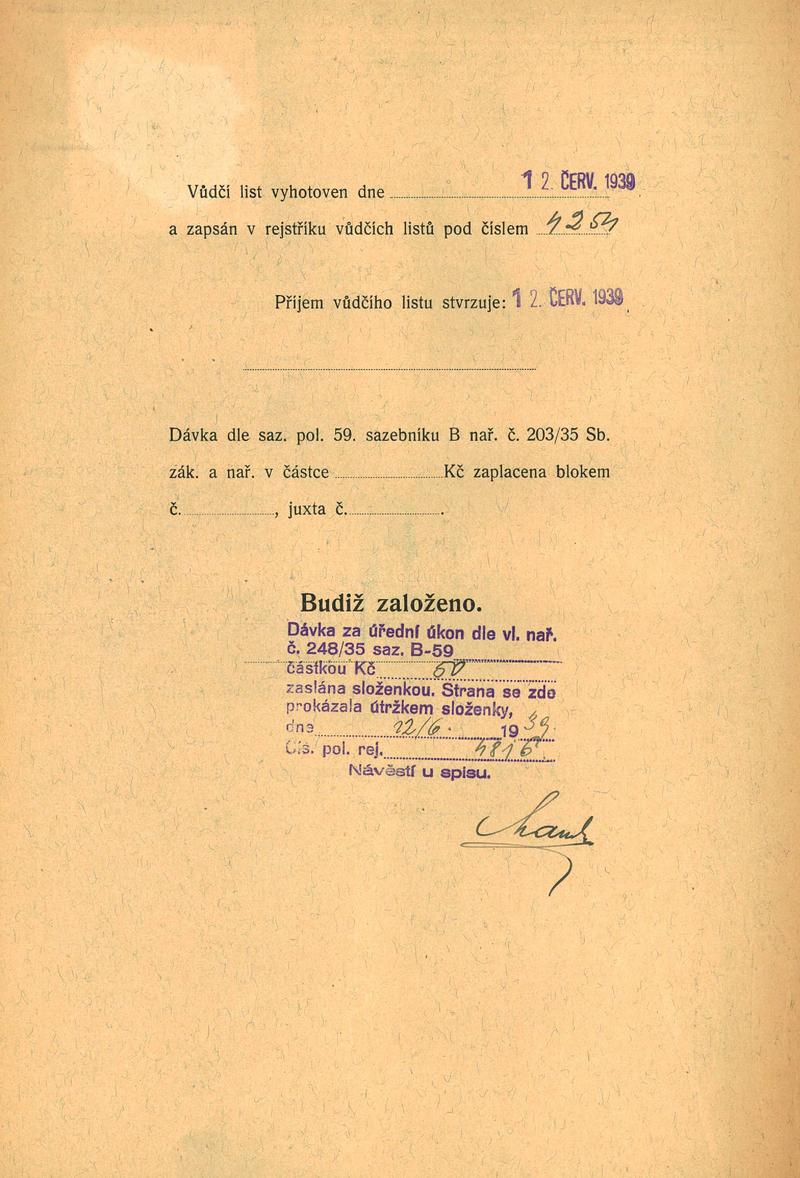 Vůdčí list vyhotoven dne 12. ČERV. 1939
a zapsán v rejstříku vůdčích listů pod číslem 4254
Příjem vůdčího listu stvrzuje: 12. ČERV. 1939
Dávka dle saz. pol. 59. sazebníku B nař. č. 203/35 Sb.
zák. a nař. v částce Kč zaplacena blokem
č. , juxta č. .
Budiž založeno.
Dávka za úřední úkon dle vl. nař.
č. 248/35 saz. B-59
částkou Kč 50
zaslána složenkou. Strana se zde
prokázala útržkem složenky,
dne 12/6. 1939.
Čís. pol. rej. 4816
Návěstí u spisu.